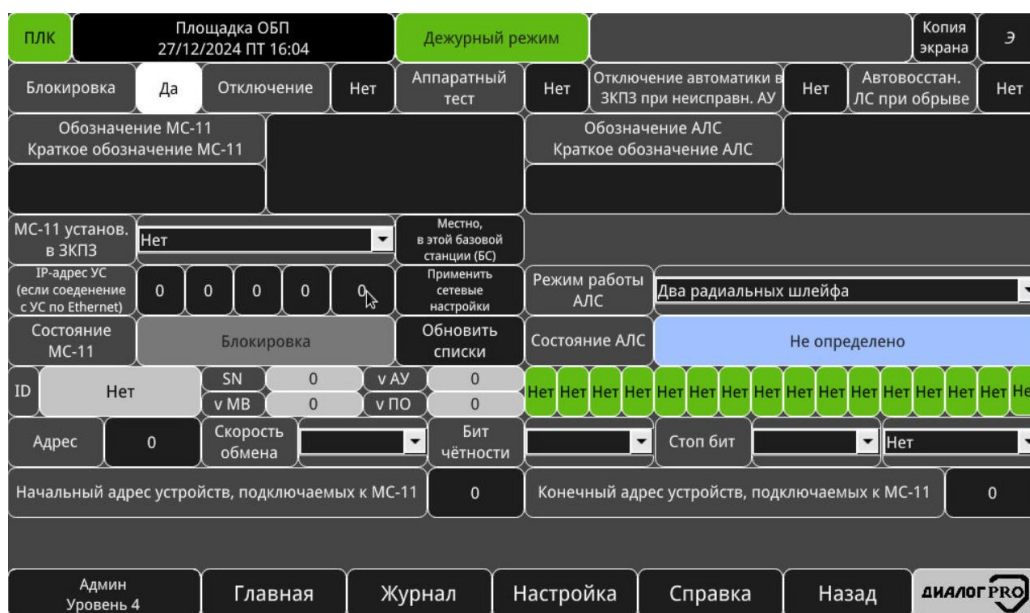 ПЛК
Площадка ОБП
27/12/2024 ПТ 16:04
Дежурный режим
Копия
экрана
Э
Блокировка
Да
Отключение
Нет
Аппаратный
тест
Нет
Отключение автоматики в
ЗКПЗ при неисправн. АУ
Нет
Автовосстан.
ЛС при обрыве
Нет
Обозначение МС-11
Краткое обозначение МС-11
Обозначение АЛС
Краткое обозначение АЛС
МС-11 установ.
в ЗКПЗ
Нет
Местно,
в этой базовой
станции (БС)
IP-адрес УС
(если соеденение
с УС по Ethernet)
0
0
0
0
0
Применить
сетевые
настройки
Режим работы
АЛС
Два радиальных шлейфа
Состояние
МС-11
Блокировка
Обновить
списки
Состояние АЛС
Не определено
ID
Нет
SN
0
v АУ
0
v МВ
0
v ПО
0
Нет Нет Нет Нет Нет Нет Нет Нет Нет Нет Нет Нет Нет Нет Нет Не
Адрес
0
Скорость
обмена
Бит
чётности
Стоп бит
Нет
Начальный адрес устройств, подключаемых к МС-11
0
Конечный адрес устройств, подключаемых к МС-11
0
Админ
Уровень 4
Главная
Журнал
Настройка
Справка
Назад
ДИАЛОГ PRO